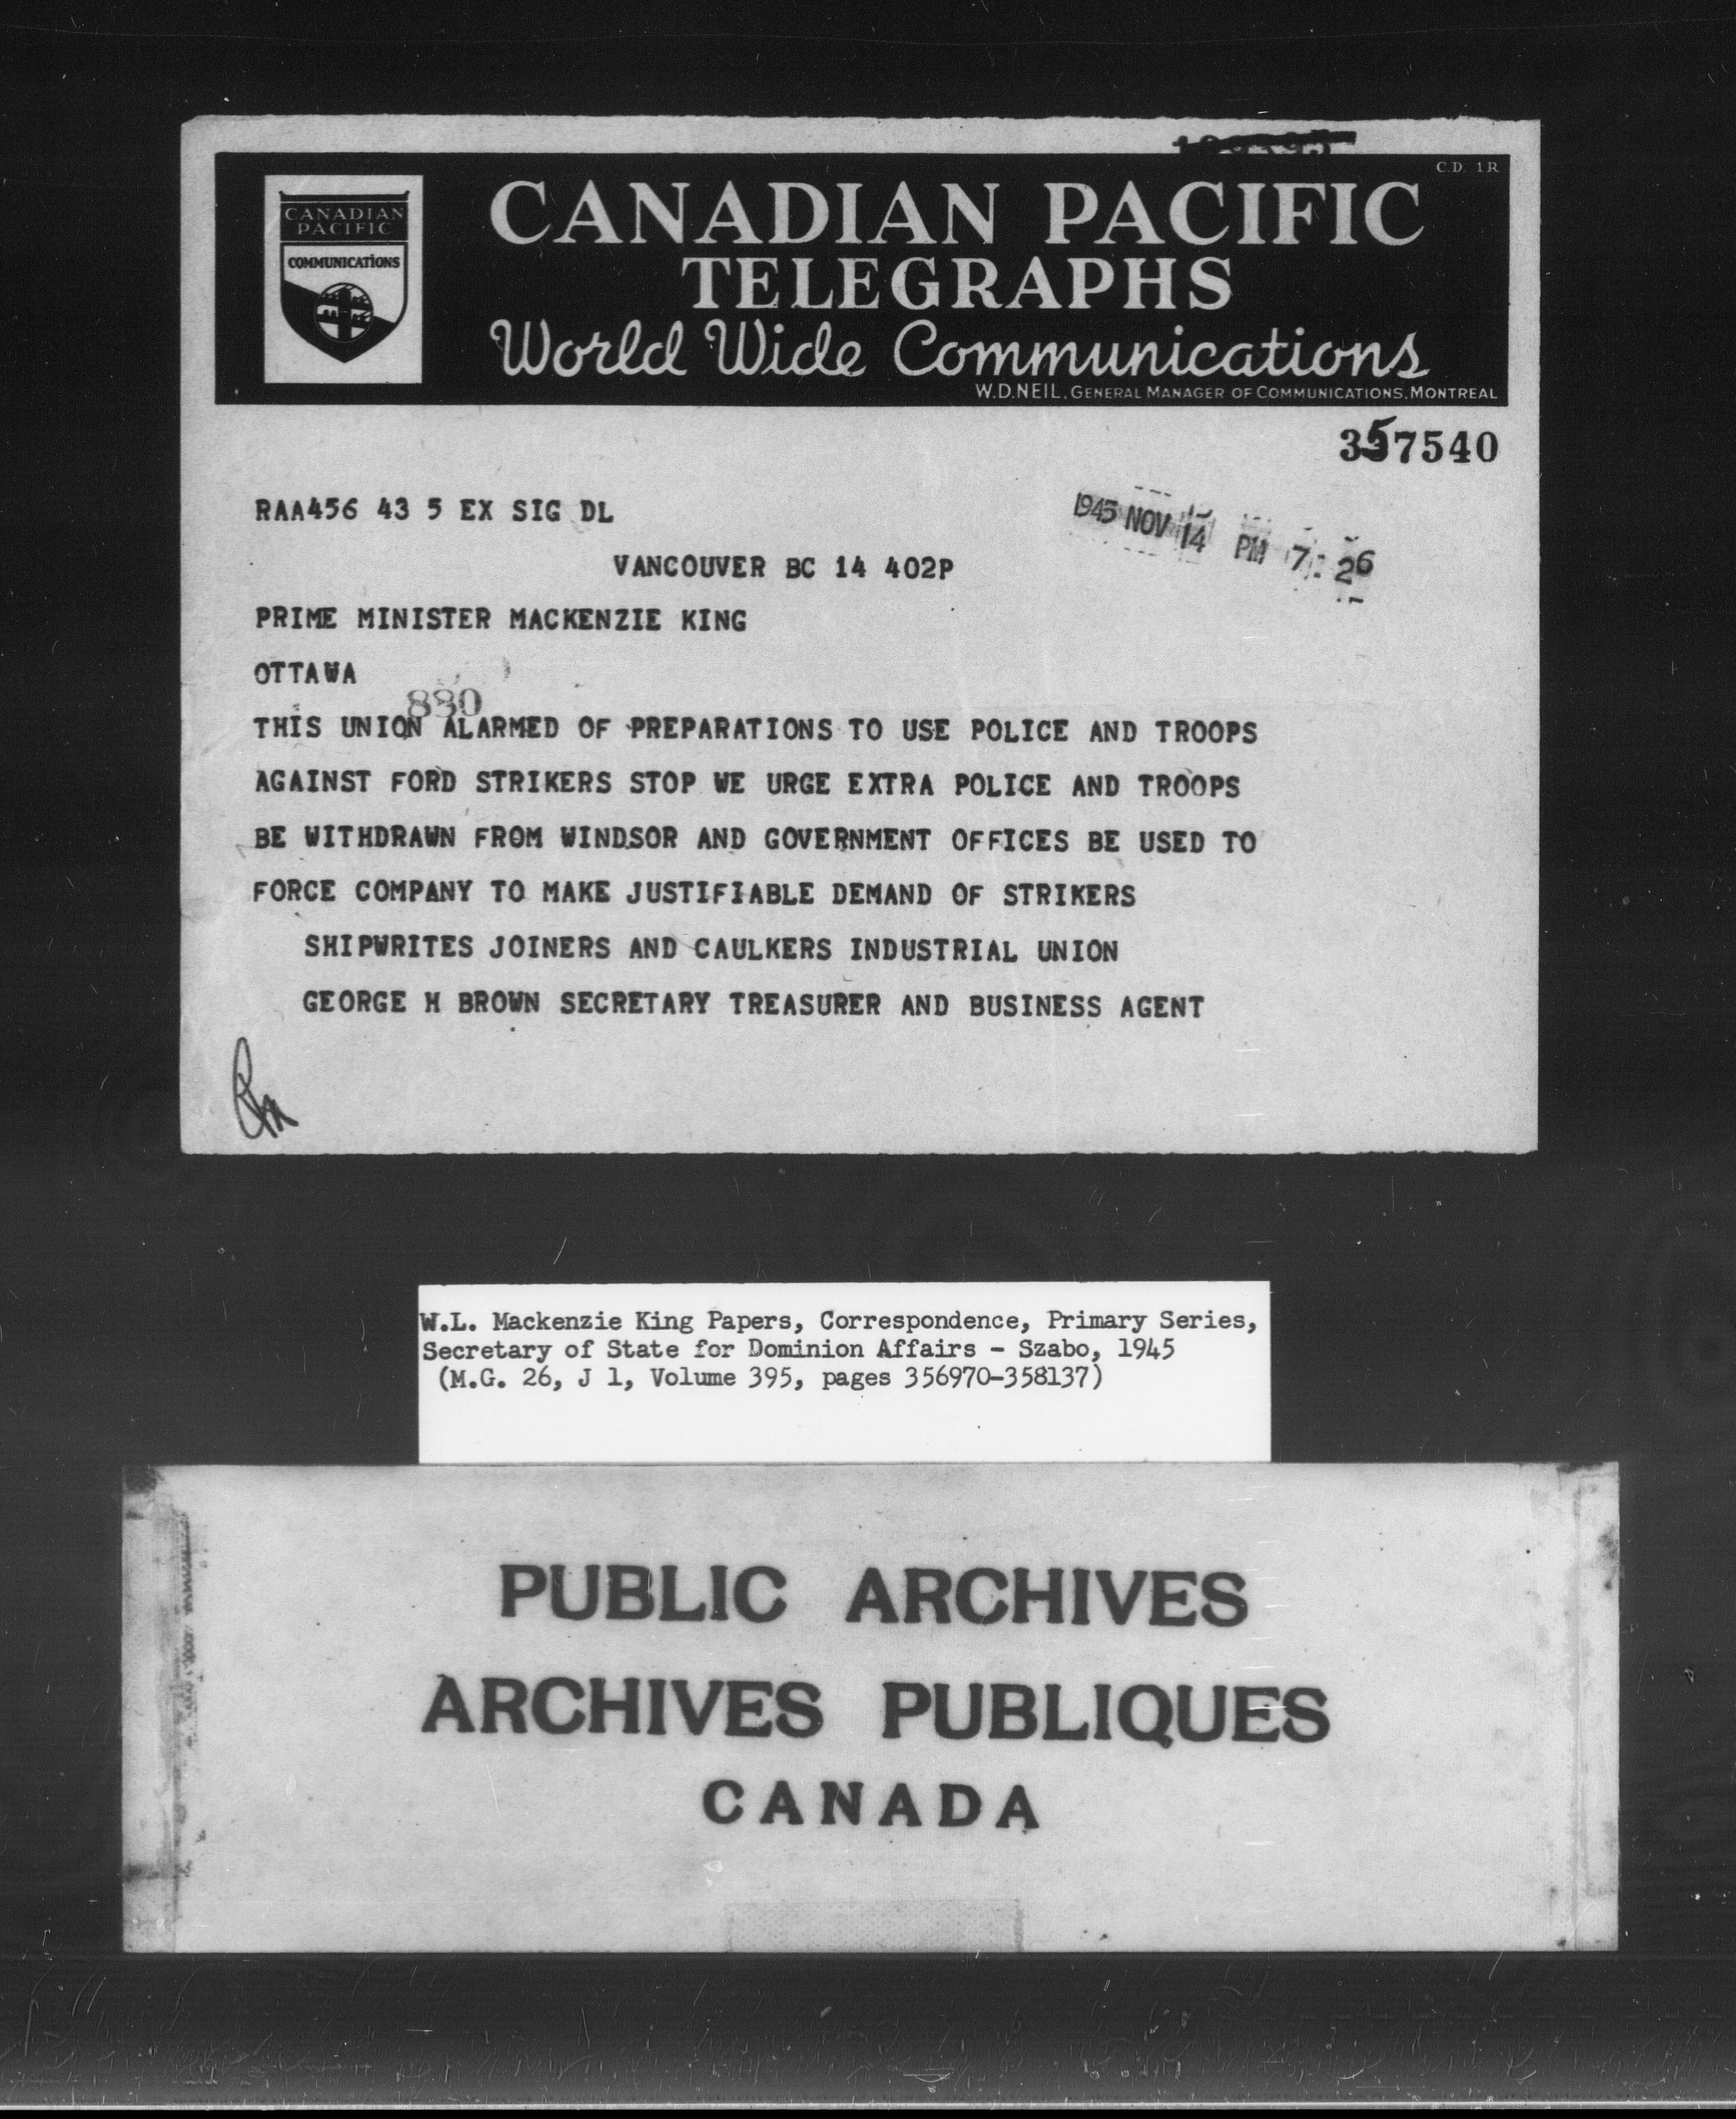 C.D. 1R
CANADIAN PACIFIC
TELEGRAPHS
World Wide Communications
W.D.NEIL, GENERAL MANAGER OF COMMUNICATIONS, MONTREAL
CANADIAN
PACIFIC
COMMUNICATIONS
357540
RAA456 43 5 EX SIG DL
1945 NOV 14 PM 7:26
VANCOUVER BC 14 402P
PRIME MINISTER MACKENZIE KING
OTTAWA
880
THIS UNION ALARMED OF PREPARATIONS TO USE POLICE AND TROOPS
AGAINST FORD STRIKERS STOP WE URGE EXTRA POLICE AND TROOPS
BE WITHDRAWN FROM WINDSOR AND GOVERNMENT OFFICES BE USED TO
FORCE COMPANY TO MAKE JUSTIFIABLE DEMAND OF STRIKERS
SHIPWRITES JOINERS AND CAULKERS INDUSTRIAL UNION
GEORGE H BROWN SECRETARY TREASURER AND BUSINESS AGENT
W.L. Mackenzie King Papers, Correspondence, Primary Series,
Secretary of State for Dominion Affairs - Szabo, 1945
(M.G. 26, J 1, Volume 395, pages 356970-358137)
PUBLIC ARCHIVES
ARCHIVES PUBLIQUES
CANADA